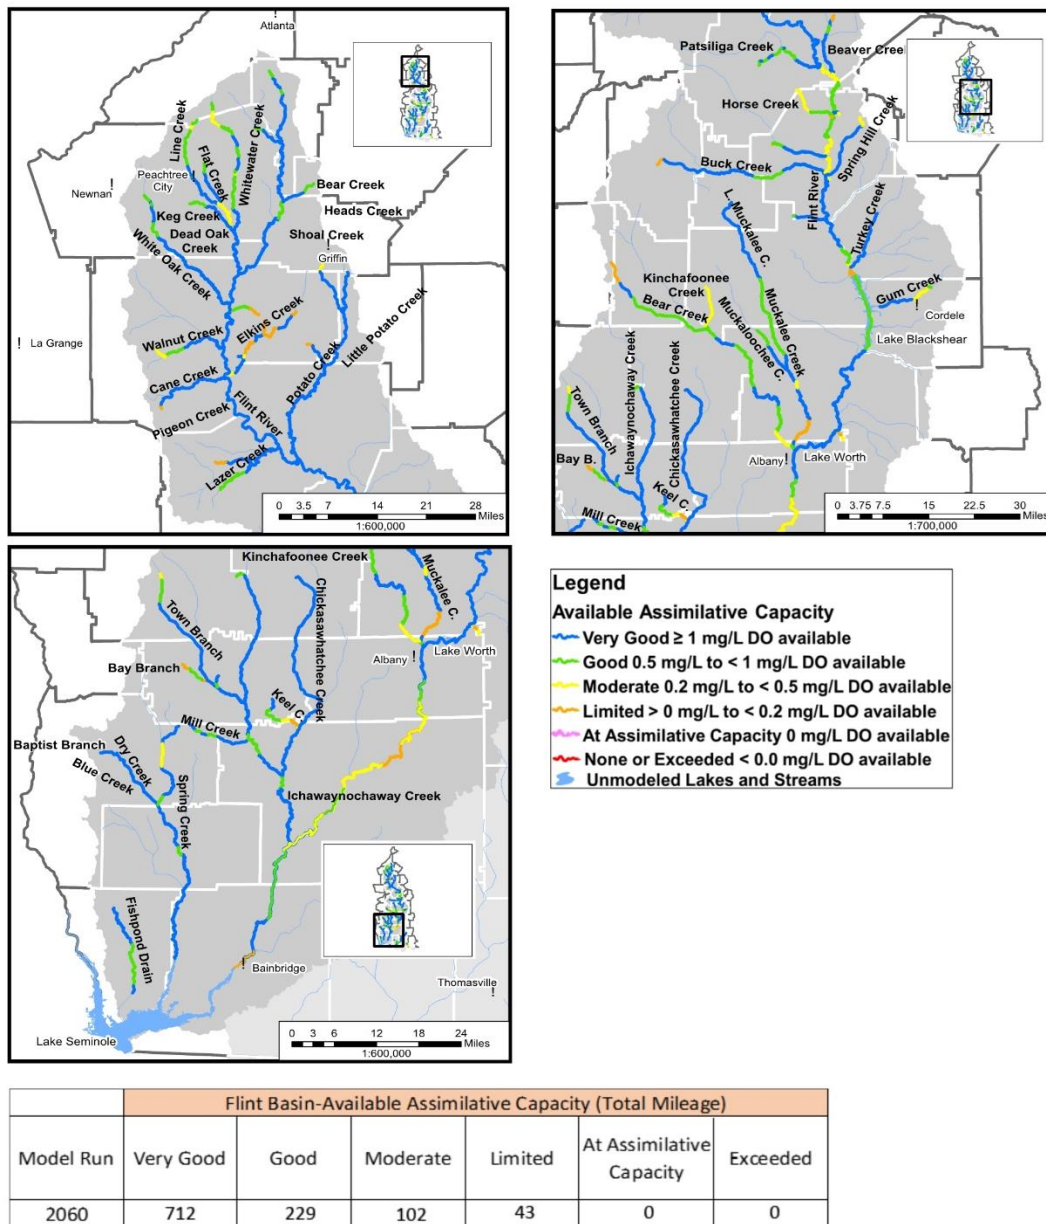 Atlanta
Line Creek
Flat Creek
Whitewater Creek
Peachtree
City
Newnan
Bear Creek
Keg Creek
Heads Creek
Dead Oak
Creek
Shoal Creek
Griffin
White Oak Creek
Elkins Creek
Walnut Creek
Little Potato Creek
La Grange
Potato Creek
Cane Creek
Pigeon Creek
Flint River
Lazer Creek
0 3.5 7 14 21 28
Miles
1:600,000
Patsiliga Creek
Beaver Creek
Horse Creek
Spring Hill Creek
Buck Creek
L. Muckalee C.
Flint River
Turkey Creek
Kinchafoonee
Creek
Gum Creek
Bear Creek
Muckalee Creek
Cordele
Muckaloochee C.
Lake Blackshear
Ichawaynochaway Creek
Chickasawhatchee Creek
Town Branch
Bay B.
Albany
Lake Worth
Keel C.
Mill Creek
0 3.75 7.5 15 22.5 30
Miles
1:700,000
Kinchafoonee Creek
Muckalee C.
Chickasawhatchee Creek
Town Branch
Lake Worth
Albany
Bay Branch
Keel C.
Mill Creek
Baptist Branch
Dry Creek
Blue Creek
Spring Creek
Ichawaynochaway Creek
Fishpond Drain
Bainbridge
Thomasville
Lake Seminole
0 3 6 12 18 24
Miles
1:600,000
Legend
Available Assimilative Capacity
Very Good ≥ 1 mg/L DO available
Good 0.5 mg/L to < 1 mg/L DO available
Moderate 0.2 mg/L to < 0.5 mg/L DO available
Limited > 0 mg/L to < 0.2 mg/L DO available
At Assimilative Capacity 0 mg/L DO available
None or Exceeded < 0.0 mg/L DO available
Unmodeled Lakes and Streams
Flint Basin-Available Assimilative Capacity (Total Mileage)
Model Run Very Good Good Moderate Limited At Assimilative Capacity Exceeded
2060 712 229 102 43 0 0